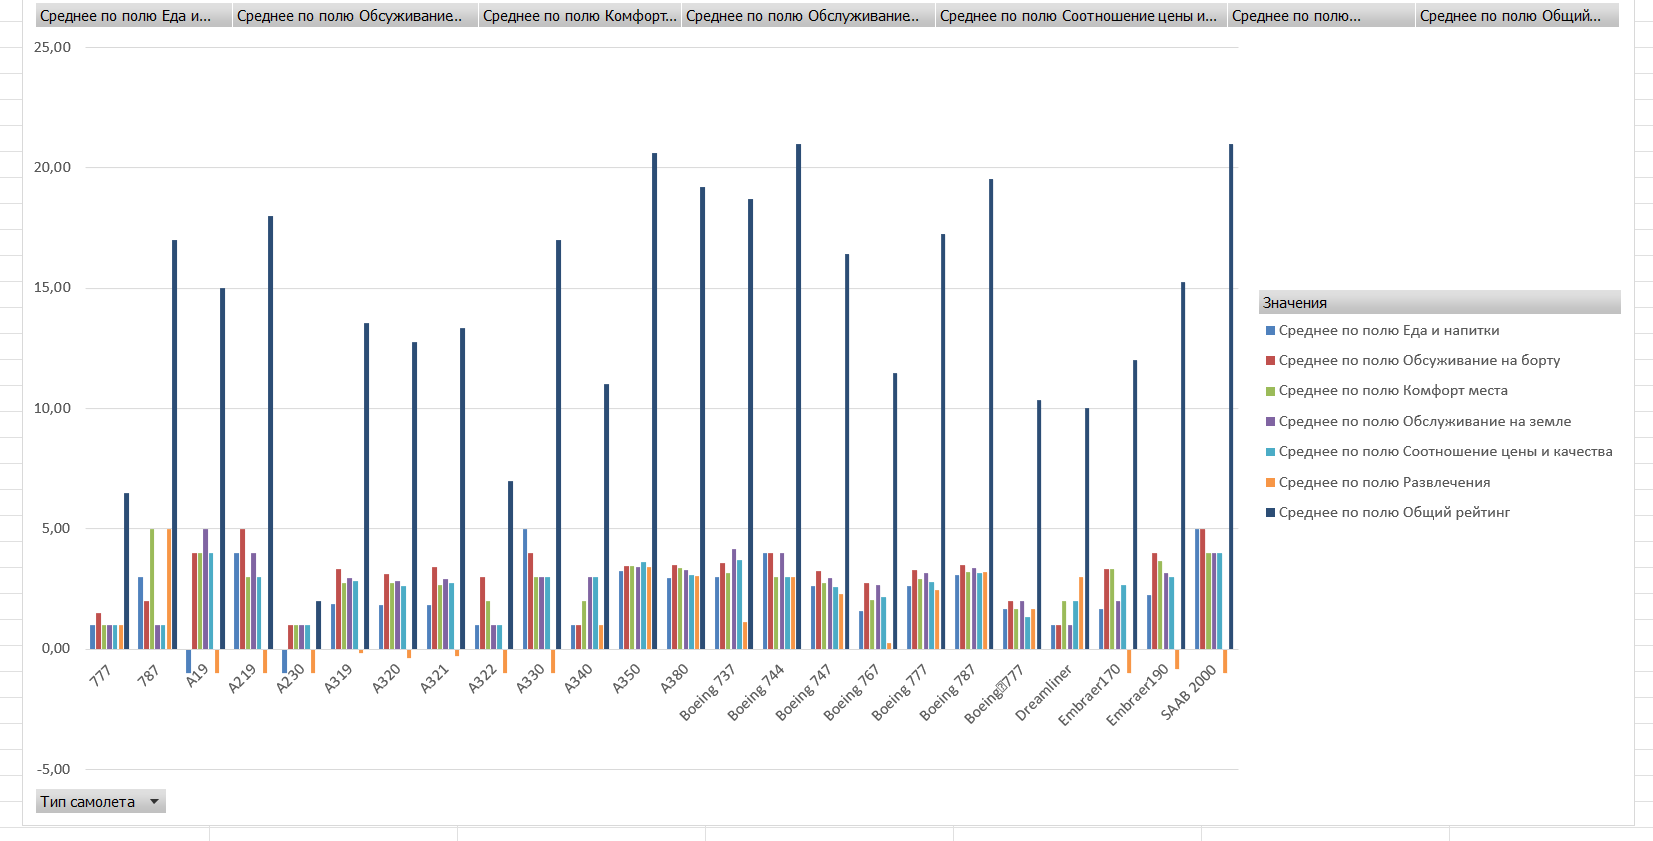 Среднее по полю Еда и...
Среднее по полю Обсуживание...
Среднее по полю Комфорт...
Среднее по полю Обслуживание...
Среднее по полю Соотношение цены и...
Среднее по полю...
Среднее по полю Общий...
25,00
20,00
15,00
10,00
5,00
0,00
-5,00
777
787
A19
A219
A230
A319
A320
A321
A322
A330
A340
A350
A380
Boeing 737
Boeing 744
Boeing 747
Boeing 767
Boeing 777
Boeing 787
Boeing⍰777
Dreamliner
Embraer170
Embraer190
SAAB 2000
Значения
Среднее по полю Еда и напитки
Среднее по полю Обсуживание на борту
Среднее по полю Комфорт места
Среднее по полю Обслуживание на земле
Среднее по полю Соотношение цены и качества
Среднее по полю Развлечения
Среднее по полю Общий рейтинг
Тип самолета